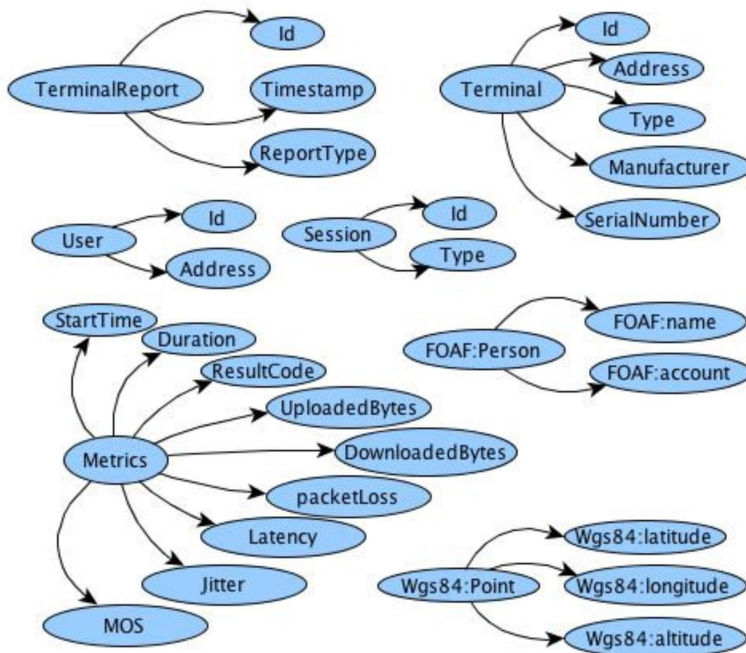 Id
TerminalReport
Timestamp
ReportType
Id
Address
Terminal
Type
Manufacturer
SerialNumber
Id
User
Address
Id
Session
Type
StartTime
Duration
ResultCode
UploadedBytes
Metrics
DownloadedBytes
packetLoss
Latency
Jitter
MOS
FOAF:name
FOAF:Person
FOAF:account
Wgs84:latitude
Wgs84:Point
Wgs84:longitude
Wgs84:altitude